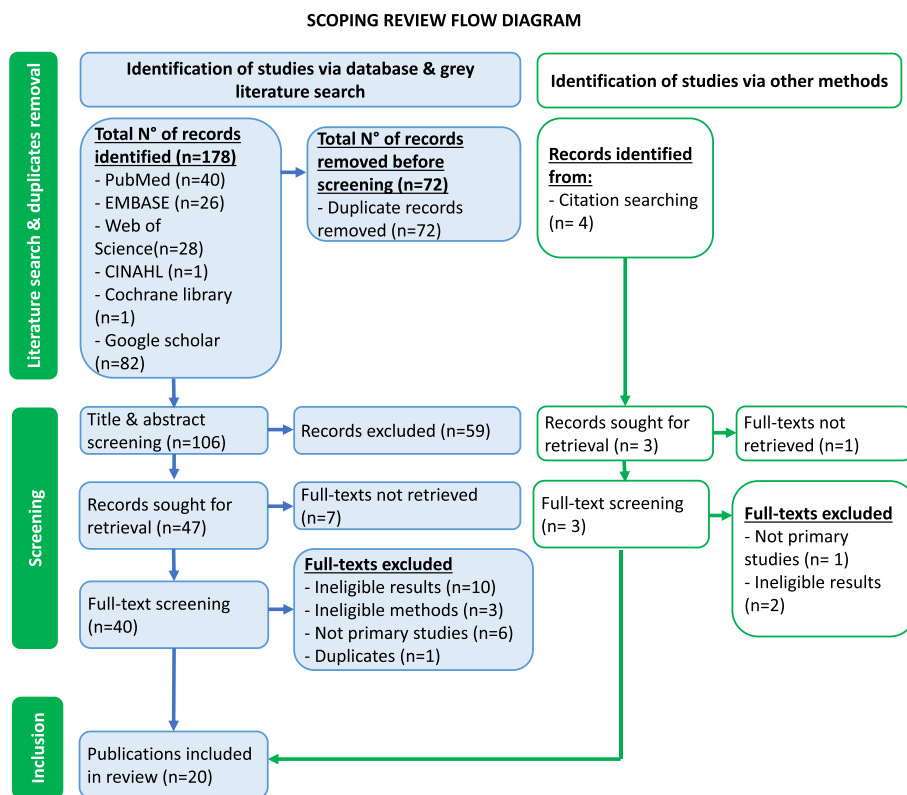 SCOPING REVIEW FLOW DIAGRAM
Literature search & duplicates removal
Identification of studies via database & grey
literature search
Identification of studies via other methods
Total N° of records
identified (n=178)
- PubMed (n=40)
- EMBASE (n=26)
- Web of
Science(n=28)
- CINAHL (n=1)
- Cochrane library
(n=1)
- Google scholar
(n=82)
Total N° of records
removed before
screening (n=72)
- Duplicate records
removed (n=72)
Records identified
from:
- Citation searching
(n= 4)
Screening
Title & abstract
screening (n=106)
Records excluded (n=59)
Records sought for
retrieval (n= 3)
Full-texts not
retrieved (n=1)
Records sought for
retrieval (n=47)
Full-texts not retrieved
(n=7)
Full-text screening
(n= 3)
Full-texts excluded
- Not primary
studies (n= 1)
- Ineligible results
(n=2)
Full-text screening
(n=40)
Full-texts excluded
- Ineligible results (n=10)
- Ineligible methods (n=3)
- Not primary studies (n=6)
- Duplicates (n=1)
Inclusion
Publications included
in review (n=20)